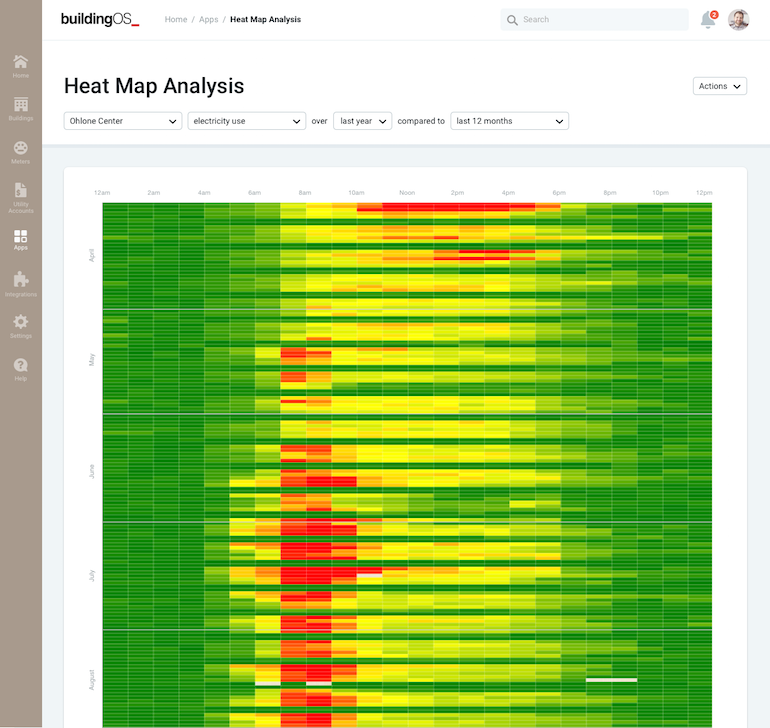 buildingOS_
Home / Apps / Heat Map Analysis
Search
2
Home
Buildings
Meters
Utility
Accounts
Apps
Integrations
Settings
Help
Heat Map Analysis
Actions
Ohlone Center
electricity use
over
last year
compared to
last 12 months
12am 2am 4am 6am 8am 10am Noon 2pm 4pm 6pm 8pm 10pm 12pm
April
May
June
July
August